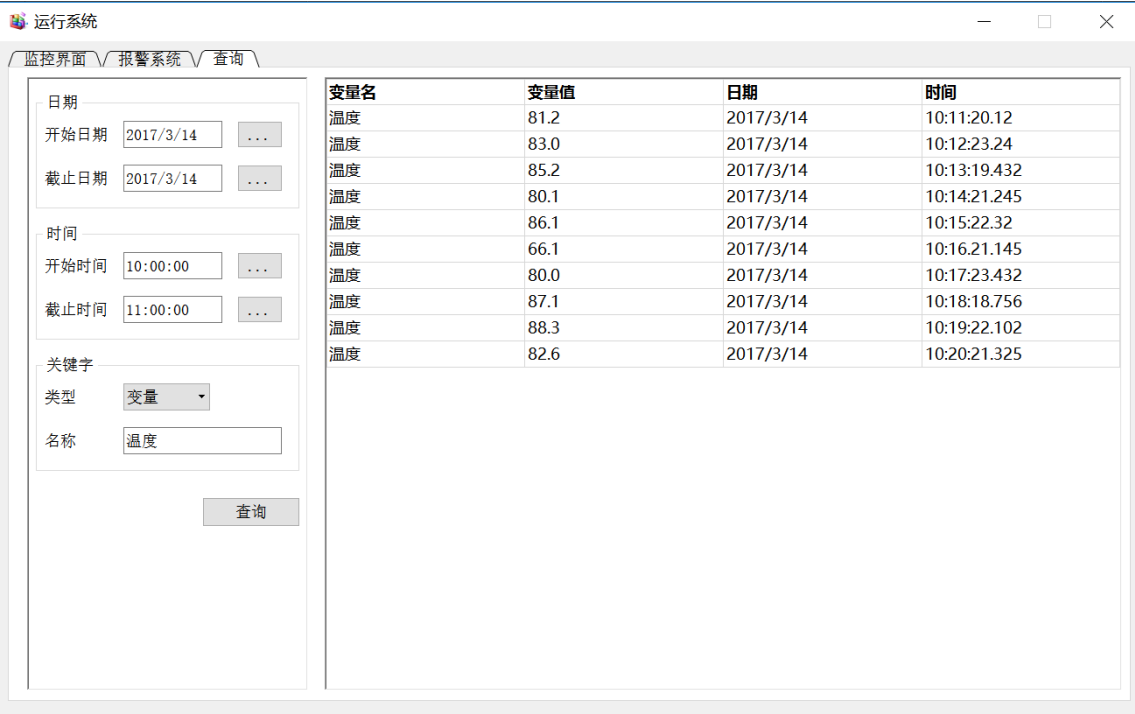 运行系统
监控界面 报警系统 查询
日期
开始日期 2017/3/14 ...
截止日期 2017/3/14 ...
时间
开始时间 10:00:00 ...
截止时间 11:00:00 ...
关键字
类型 变量
名称 温度
查询
变量名 变量值 日期 时间
温度 81.2 2017/3/14 10:11:20.12
温度 83.0 2017/3/14 10:12:23.24
温度 85.2 2017/3/14 10:13:19.432
温度 80.1 2017/3/14 10:14:21.245
温度 86.1 2017/3/14 10:15:22.32
温度 66.1 2017/3/14 10:16.21.145
温度 80.0 2017/3/14 10:17:23.432
温度 87.1 2017/3/14 10:18:18.756
温度 88.3 2017/3/14 10:19:22.102
温度 82.6 2017/3/14 10:20:21.325